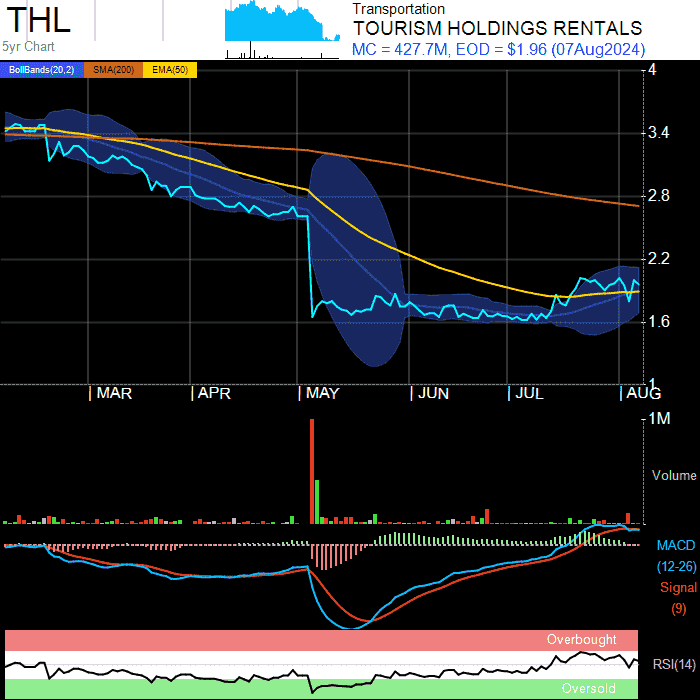 THL
5yr Chart
Transportation
TOURISM HOLDINGS RENTALS
MC = 427.7M, EOD = $1.96 (07Aug2024)
BollBands(20,2) SMA(200) EMA(50)
4
3.4
2.8
2.2
1.6
1
MAR APR MAY JUN JUL AUG
1M
Volume
MACD
(12-26)
Signal
(9)
Overbought
RSI(14)
Oversold